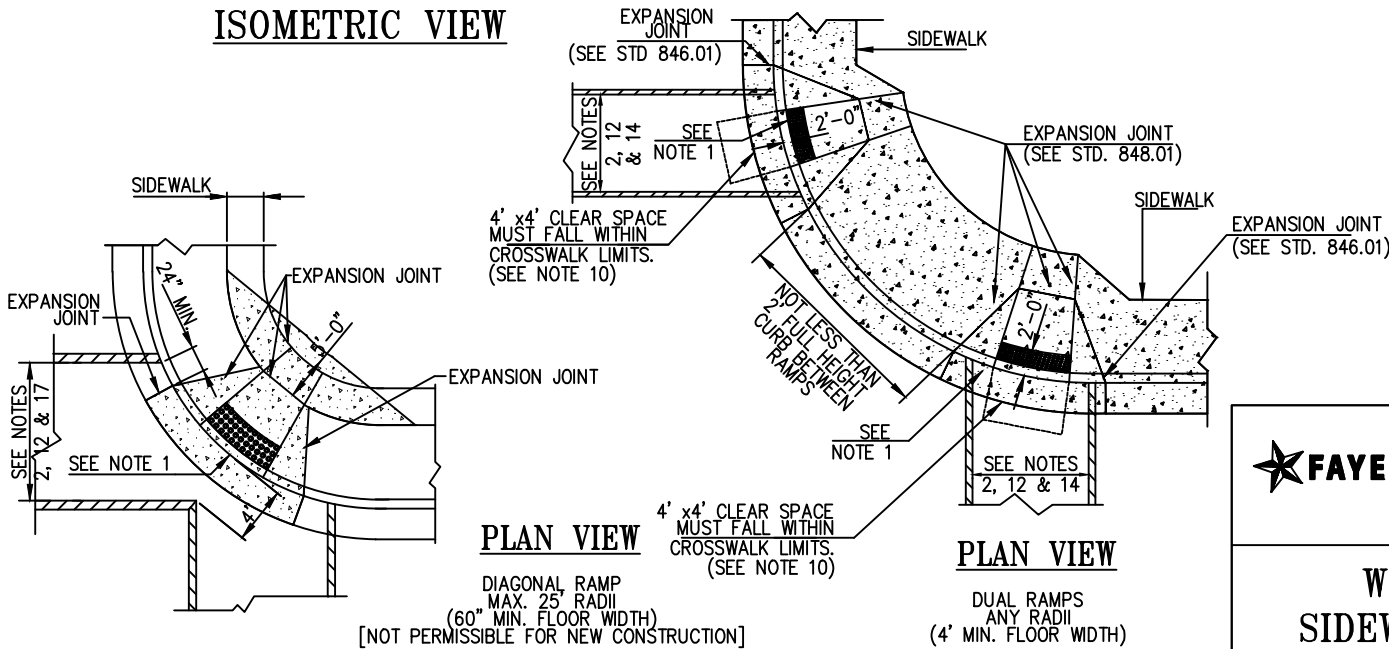 ISOMETRIC VIEW
EXPANSION
JOINT
(SEE STD 846.01)
SIDEWALK
SEE NOTES
2, 12
& 14
SEE
NOTE 1
2'-0"
EXPANSION JOINT
(SEE STD. 848.01)
SIDEWALK
EXPANSION JOINT
(SEE STD. 846.01)
4' x4' CLEAR SPACE
MUST FALL WITHIN
CROSSWALK LIMITS.
(SEE NOTE 10)
NOT LESS THAN
2' FULL HEIGHT
CURB BETWEEN
RAMPS
2'-0"
SEE
NOTE 1
SEE NOTES
2, 12 & 14
4' x4' CLEAR SPACE
MUST FALL WITHIN
CROSSWALK LIMITS.
(SEE NOTE 10)
PLAN VIEW
DUAL RAMPS
ANY RADII
(4' MIN. FLOOR WIDTH)
SIDEWALK
24" MIN.
EXPANSION JOINT
EXPANSION
JOINT
5'-0"
EXPANSION JOINT
SEE NOTES
2, 12 & 17
SEE NOTE 1
4'
PLAN VIEW
DIAGONAL RAMP
MAX. 25' RADII
(60" MIN. FLOOR WIDTH)
[NOT PERMISSIBLE FOR NEW CONSTRUCTION]
FAYE
W
SIDEW